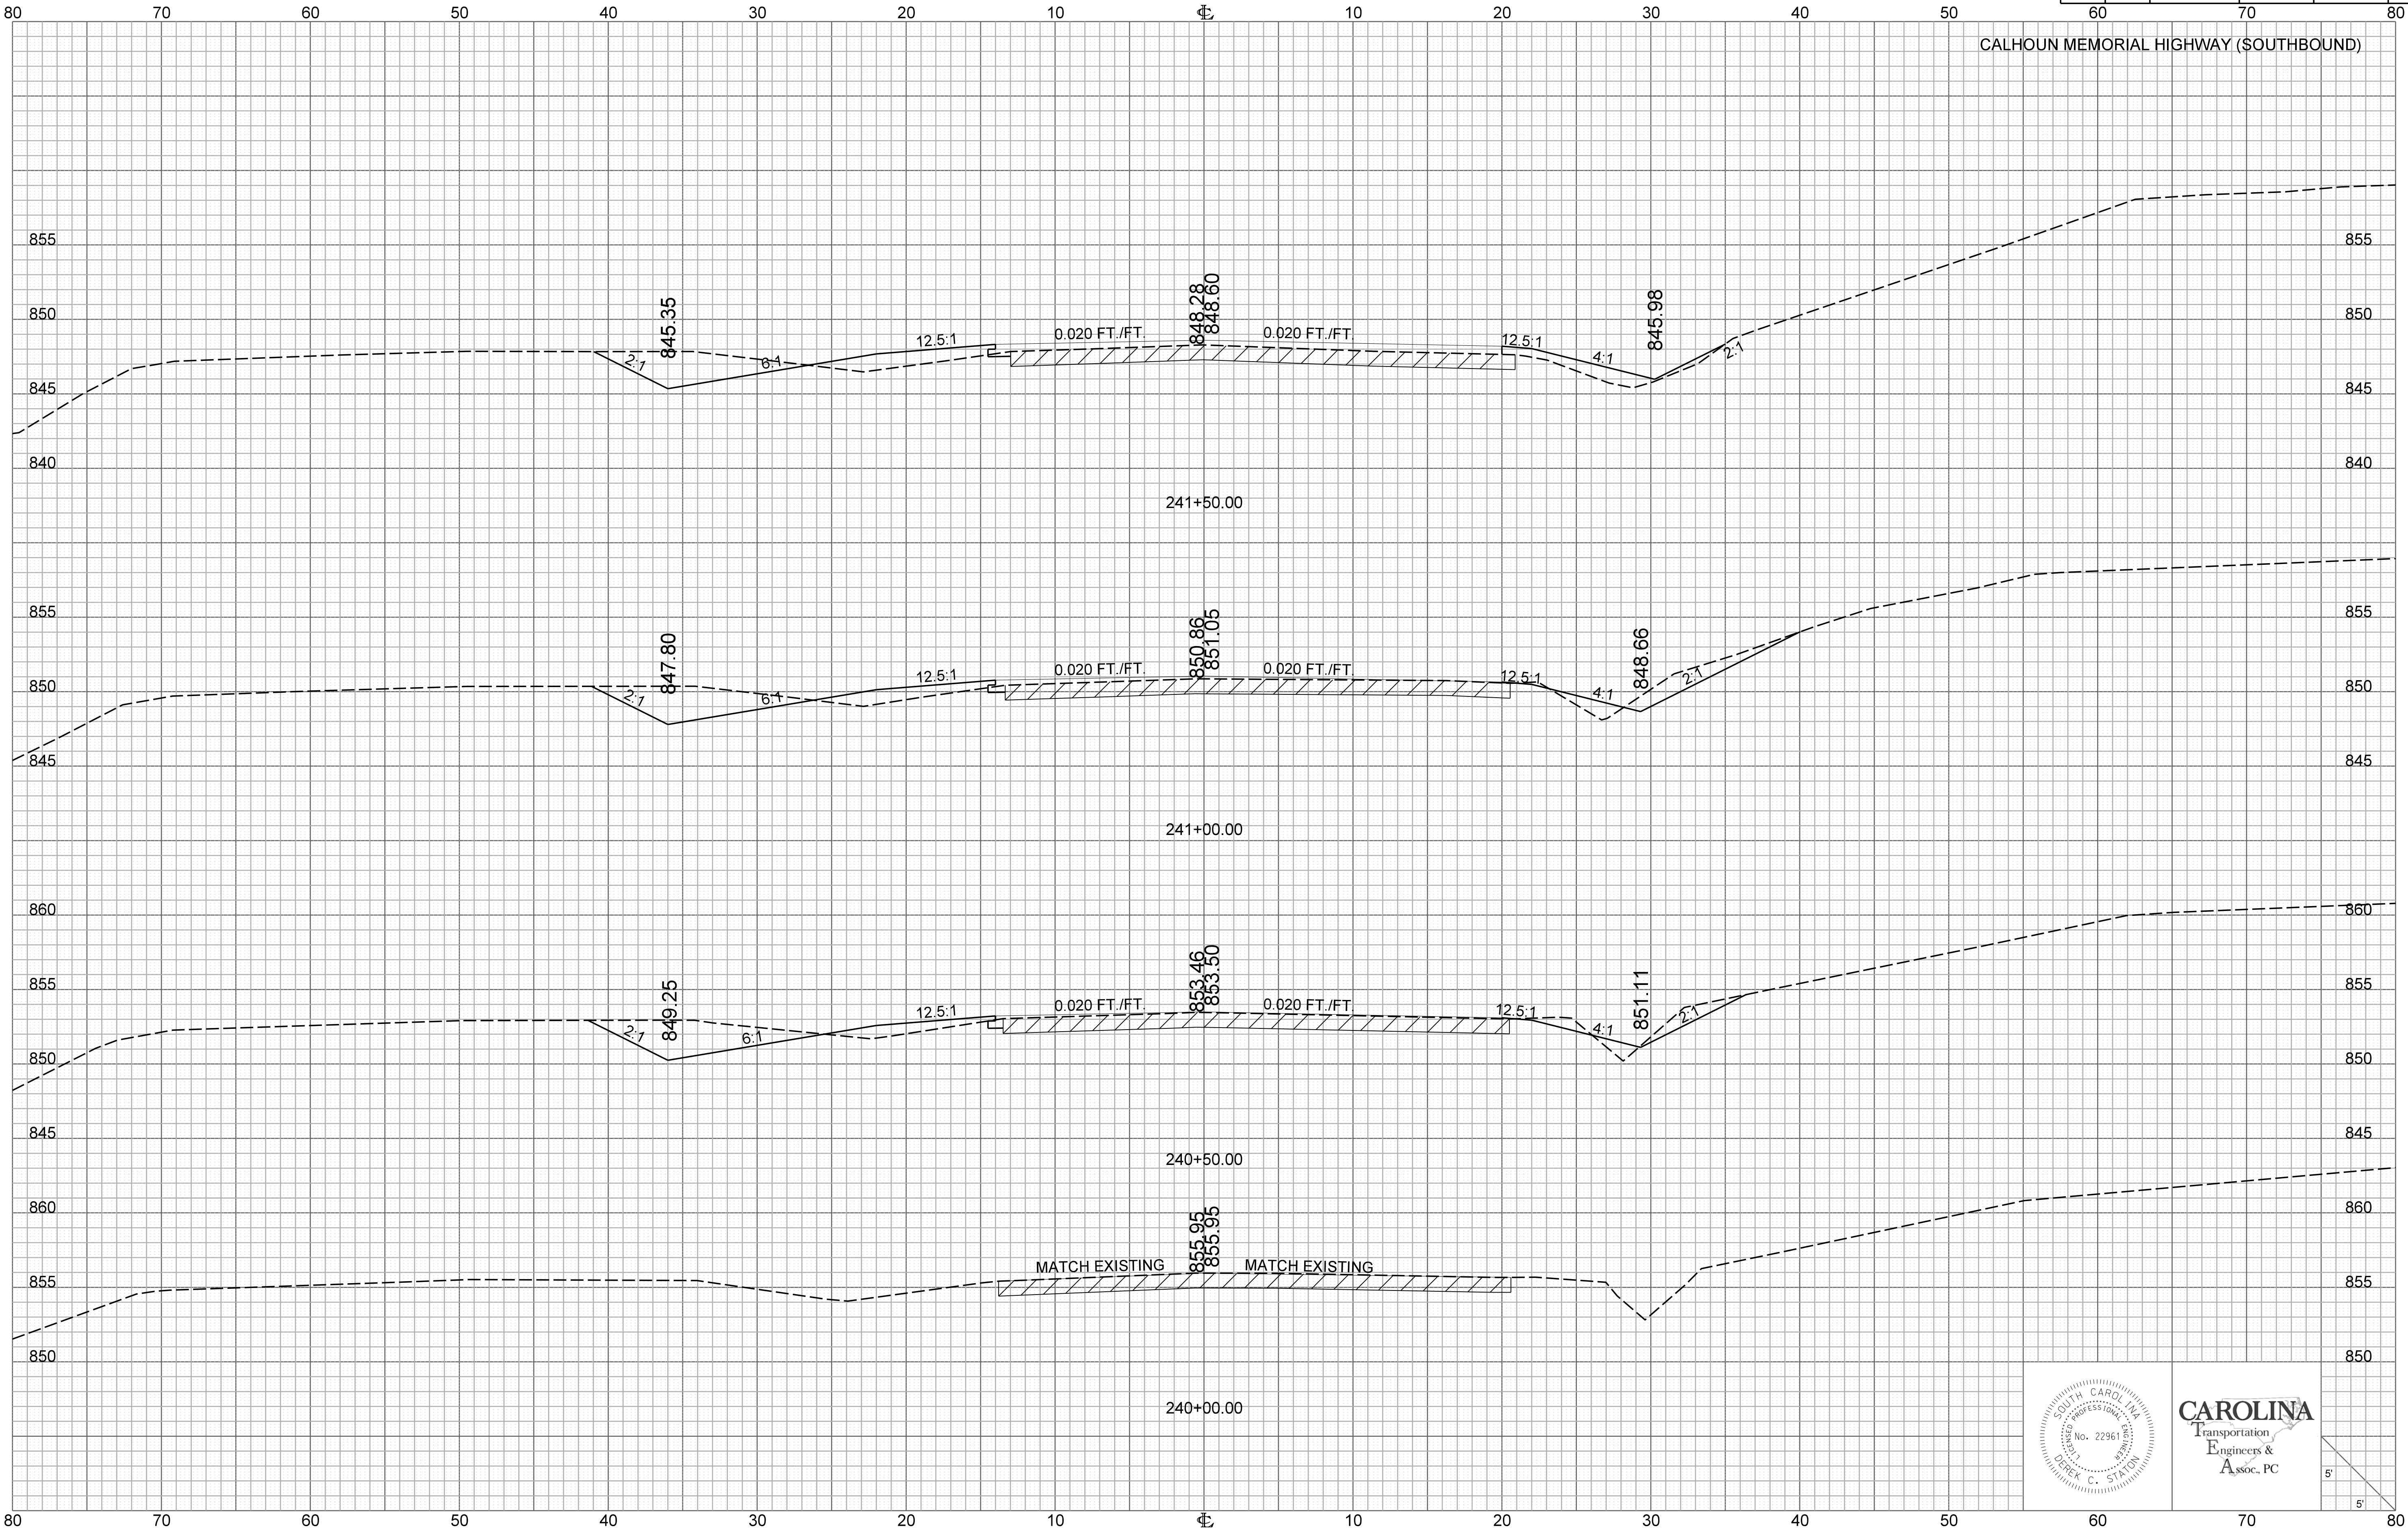 80 70 60 50 40 30 20 10 ℄ 10 20 30 40 50 60 70 80
CALHOUN MEMORIAL HIGHWAY (SOUTHBOUND)
855 855
850 845.35 848.28 848.60 845.98 850
2:1 6:1 12.5:1 0.020 FT./FT. 0.020 FT./FT. 12.5:1 4:1 2:1
845 845
840 840
241+50.00
855 855
850 847.80 850.86 851.05 848.66 850
2:1 6:1 12.5:1 0.020 FT./FT. 0.020 FT./FT. 12.5:1 4:1 2:1
845 845
241+00.00
860 860
855 849.25 853.46 853.50 851.11 855
2:1 6:1 12.5:1 0.020 FT./FT. 0.020 FT./FT. 12.5:1 4:1 2:1
850 850
845 845
240+50.00
860 855.95 855.95 860
MATCH EXISTING MATCH EXISTING
855 855
850 850
240+00.00
SOUTH CAROLINA
LICENSED PROFESSIONAL ENGINEER
No. 22961
DEREK C. STATON
CAROLINA
Transportation
Engineers &
Assoc., PC
5'
5'
80 70 60 50 40 30 20 10 ℄ 10 20 30 40 50 60 70 80